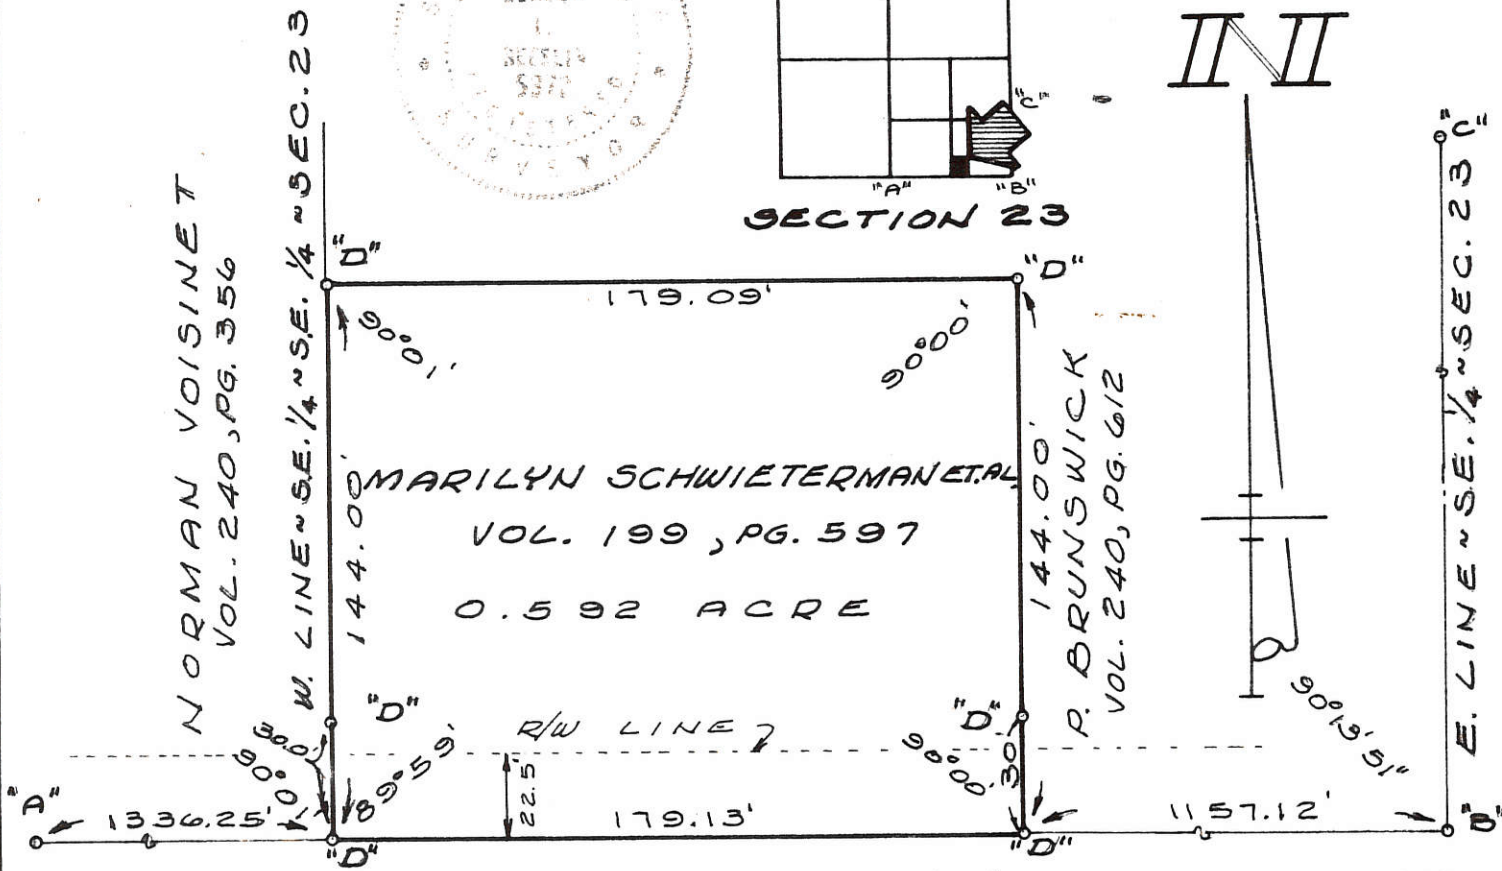 N
"C"
"A"
"B"
SECTION 23
NORMAN VOISINET
VOL. 240, PG. 356
W. LINE ~ S.E. 1/4 ~ S.E. 1/4 ~ SEC. 23
"D"
"D"
179.09'
90°01'
90°00'
144.00'
MARILYN SCHWIETERMAN ET.AL.
VOL. 199, PG. 597
0.592 ACRE
144.00'
P. BRUNSWICK
VOL. 240, PG. 612
"C"
E. LINE ~ S.E. 1/4 ~ SEC. 23
"D"
"D"
R/W LINE
30.0'
90°01'
89°59'
22.5'
90°00'
30'
90°19'51"
"A"
1336.25'
"D"
179.13'
"D"
1157.12'
"B"